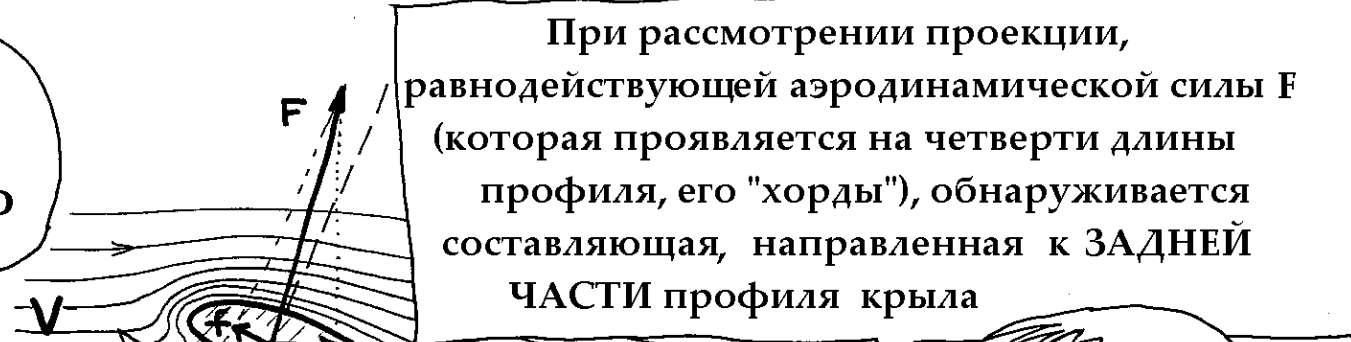 При рассмотрении проекции,
равнодействующей аэродинамической силы F
(которая проявляется на четверти длины
профиля, его "хорды"), обнаруживается
составляющая, направленная к ЗАДНЕЙ
ЧАСТИ профиля крыла
F
V
f